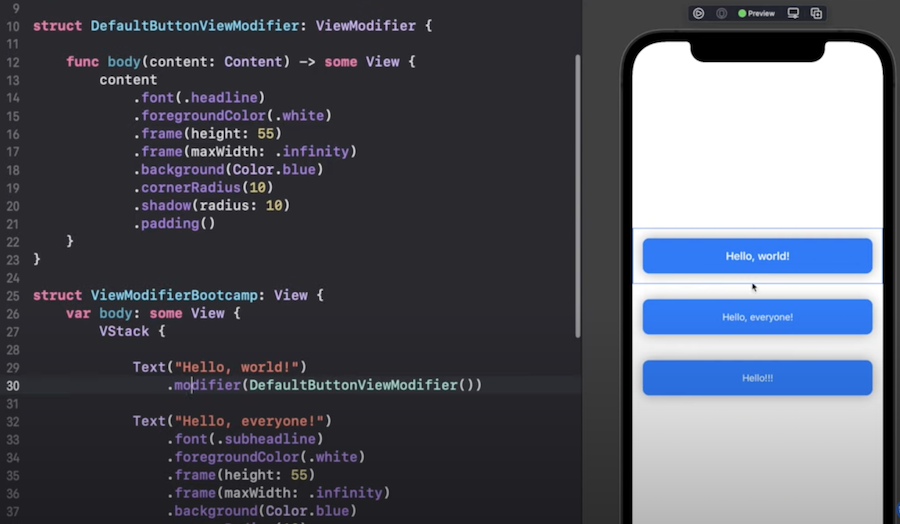 9
10 struct DefaultButtonViewModifier: ViewModifier {
11
12 func body(content: Content) -> some View {
13 content
14 .font(.headline)
15 .foregroundColor(.white)
16 .frame(height: 55)
17 .frame(maxWidth: .infinity)
18 .background(Color.blue)
19 .cornerRadius(10)
20 .shadow(radius: 10)
21 .padding()
22 }
23 }
24
25 struct ViewModifierBootcamp: View {
26 var body: some View {
27 VStack {
28
29 Text("Hello, world!")
30 .modifier(DefaultButtonViewModifier())
31
32 Text("Hello, everyone!")
33 .font(.subheadline)
34 .foregroundColor(.white)
35 .frame(height: 55)
36 .frame(maxWidth: .infinity)
37 .background(Color.blue)
Preview
Hello, world!
Hello, everyone!
Hello!!!